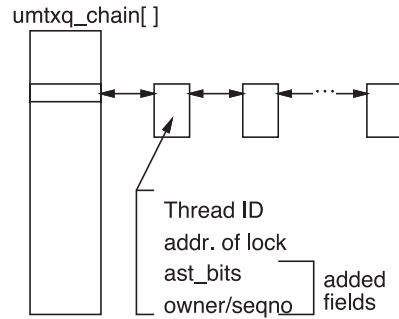 umtxq_chain[ ]
...
Thread ID
addr. of lock
ast_bits
owner/seqno
added
fields